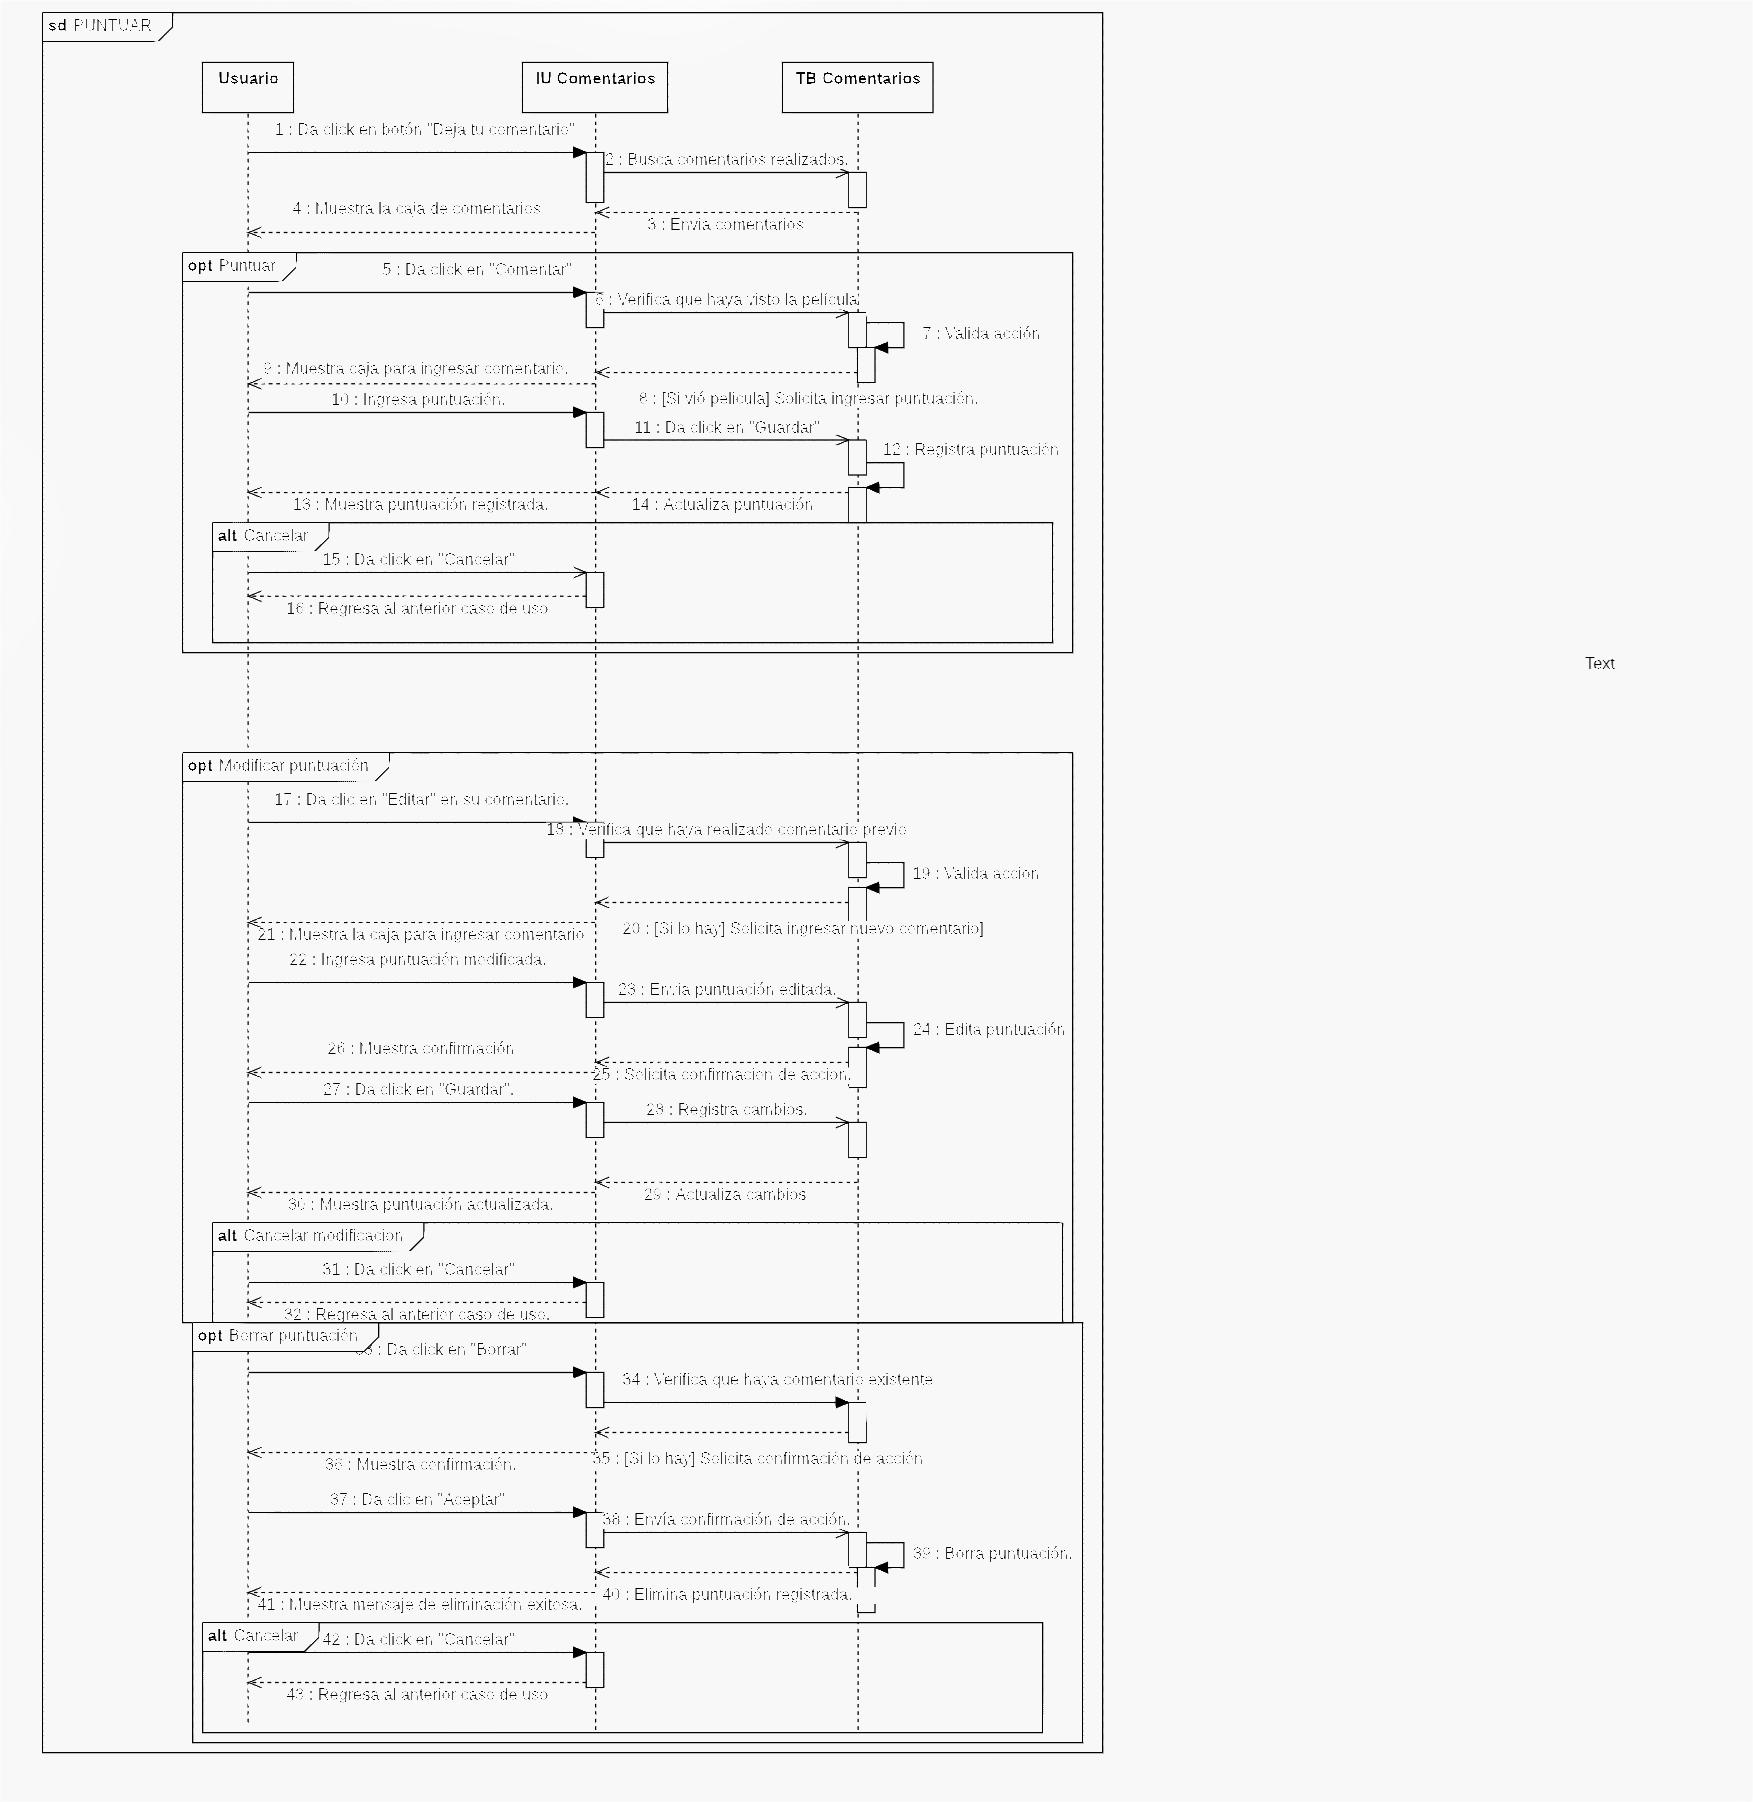 sd PUNTUAR
Usuario
IU Comentarios
TB Comentarios
1 : Da click en botón "Deja tu comentario"
2 : Busca comentarios realizados.
4 : Muestra la caja de comentarios
3 : Envia comentarios
opt Puntuar
5 : Da click en "Comentar"
6 : Verifica que haya visto la película
7 : Valida acción
9 : Muestra caja para ingresar comentario.
8 : [Si vió pelicula] Solicita ingresar puntuación.
10 : Ingresa puntuación.
11 : Da click en "Guardar"
12 : Registra puntuación
13 : Muestra puntuación registrada.
14 : Actualiza puntuación
alt Cancelar
15 : Da click en "Cancelar"
16 : Regresa al anterior caso de uso
Text
opt Modificar puntuación
17 : Da clic en "Editar" en su comentario.
18 : Verifica que haya realizado comentario previo
19 : Valida accion
20 : [Si lo hay] Solicita ingresar nuevo comentario]
21 : Muestra la caja para ingresar comentario
22 : Ingresa puntuación modificada.
23 : Envia puntuación editada.
24 : Edita puntuación
26 : Muestra confirmación
25 : Solicita confirmacion de accion.
27 : Da click en "Guardar".
28 : Registra cambios.
29 : Actualiza cambios
30 : Muestra puntuación actualizada.
alt Cancelar modificacion
31 : Da click en "Cancelar"
32 : Regresa al anterior caso de uso.
opt Borrar puntuación
33 : Da click en "Borrar"
34 : Verifica que haya comentario existente
35 : [Si lo hay] Solicita confirmación de acción
36 : Muestra confirmación.
37 : Da clic en "Aceptar"
38 : Envía confirmación de acción.
39 : Borra puntuación.
40 : Elimina puntuación registrada.
41 : Muestra mensaje de eliminación exitosa.
alt Cancelar
42 : Da click en "Cancelar"
43 : Regresa al anterior caso de uso